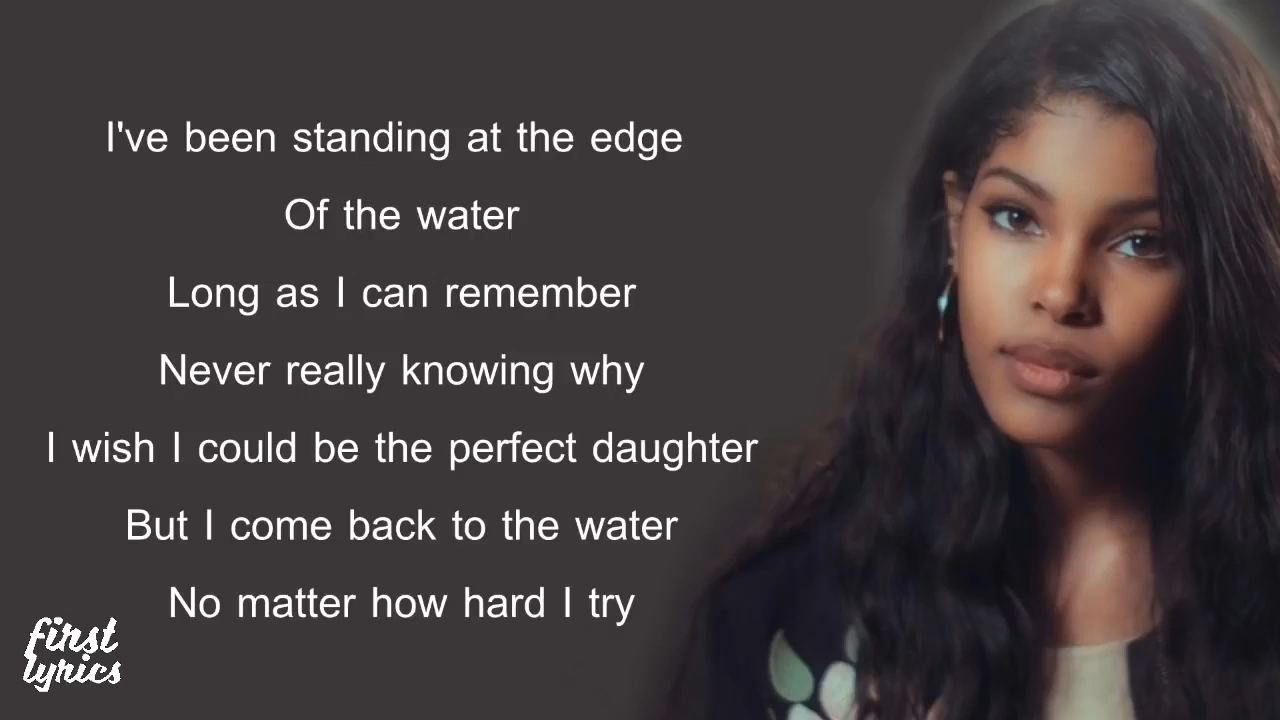 I've been standing at the edge
Of the water
Long as I can remember
Never really knowing why
I wish I could be the perfect daughter
But I come back to the water
No matter how hard I try
first
lyrics